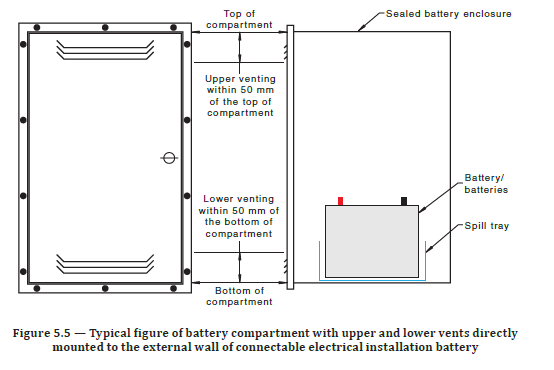 Top of
compartment
Sealed battery enclosure
Upper venting
within 50 mm
of the top of
compartment
Battery/
batteries
Lower venting
within 50 mm of
the bottom of
compartment
Spill tray
Bottom of
compartment
Figure 5.5 — Typical figure of battery compartment with upper and lower vents directly
mounted to the external wall of connectable electrical installation battery